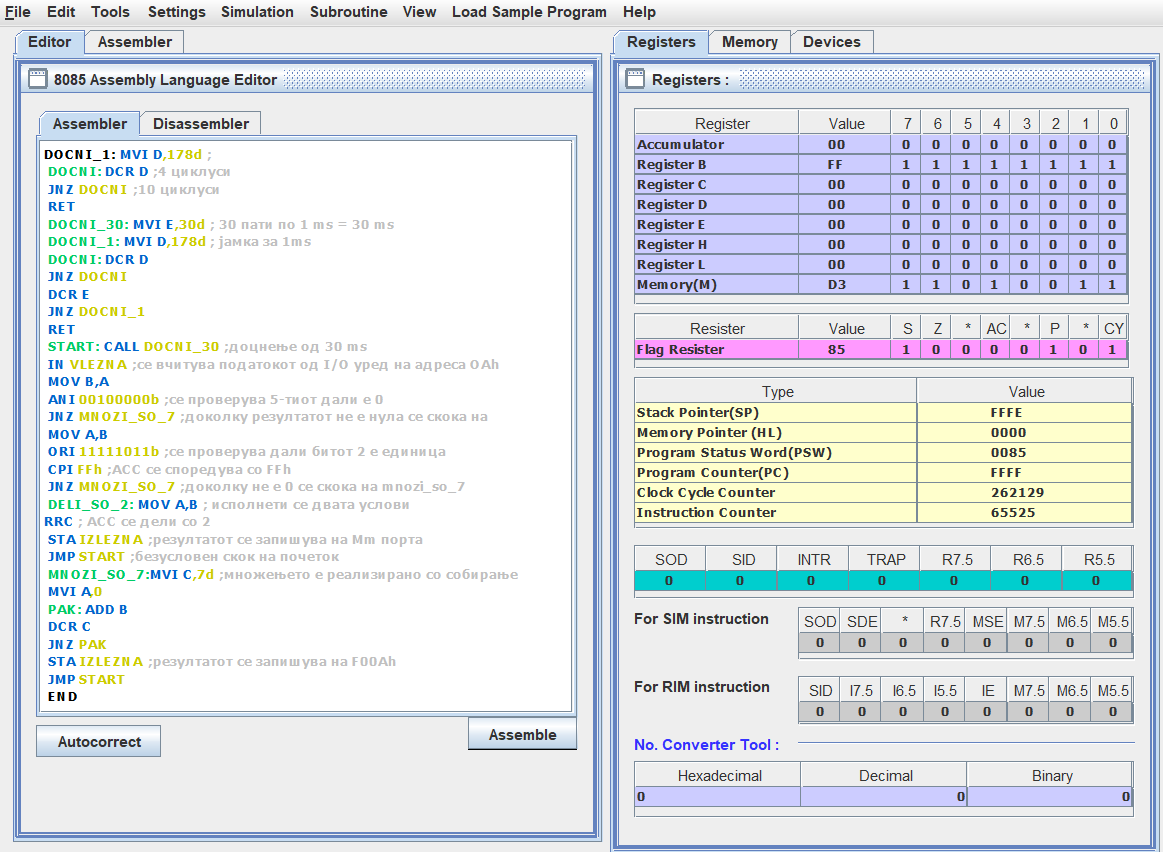 File Edit Tools Settings Simulation Subroutine View Load Sample Program Help
Editor Assembler
8085 Assembly Language Editor
Assembler Disassembler
DOCNI_1: MVI D,178d ;
DOCNI: DCR D ;4 циклуси
JNZ DOCNI ;10 циклуси
RET
DOCNI_30: MVI E,30d ; 30 пати по 1 ms = 30 ms
DOCNI_1: MVI D,178d ; јамка за 1ms
DOCNI: DCR D
JNZ DOCNI
DCR E
JNZ DOCNI_1
RET
START: CALL DOCNI_30 ;доцнење од 30 ms
IN VLEZNA ;се вчитува податокот од I/O уред на адреса 0Ah
MOV B,A
ANI 00100000b ;се проверува 5-тиот дали е 0
JNZ MNOZI_SO_7 ;доколку резултатот не е нула се скока на
MOV A,B
ORI 11111011b ;се проверува дали битот 2 е единица
CPI FFh ;ACC се споредува со FFh
JNZ MNOZI_SO_7 ;доколку не е 0 се скока на mnozi_so_7
DELI_SO_2: MOV A,B ; исполнети се двата услови
RRC ; ACC се дели со 2
STA IZLEZNA ;резултатот се запишува на Mm порта
JMP START ;безусловен скок на почеток
MNOZI_SO_7:MVI C,7d ;множењето е реализирано со собирање
MVI A,0
PAK: ADD B
DCR C
JNZ PAK
STA IZLEZNA ;резултатот се запишува на F00Ah
JMP START
END
Autocorrect
Assemble
Registers Memory Devices
Registers :
Register Value 7 6 5 4 3 2 1 0
Accumulator 00 0 0 0 0 0 0 0 0
Register B FF 1 1 1 1 1 1 1 1
Register C 00 0 0 0 0 0 0 0 0
Register D 00 0 0 0 0 0 0 0 0
Register E 00 0 0 0 0 0 0 0 0
Register H 00 0 0 0 0 0 0 0 0
Register L 00 0 0 0 0 0 0 0 0
Memory(M) D3 1 1 0 1 0 0 1 1
Resister Value S Z * AC * P * CY
Flag Resister 85 1 0 0 0 0 1 0 1
Type Value
Stack Pointer(SP) FFFE
Memory Pointer (HL) 0000
Program Status Word(PSW) 0085
Program Counter(PC) FFFF
Clock Cycle Counter 262129
Instruction Counter 65525
SOD SID INTR TRAP R7.5 R6.5 R5.5
0 0 0 0 0 0 0
For SIM instruction
SOD SDE * R7.5 MSE M7.5 M6.5 M5.5
0 0 0 0 0 0 0 0
For RIM instruction
SID I7.5 I6.5 I5.5 IE M7.5 M6.5 M5.5
0 0 0 0 0 0 0 0
No. Converter Tool :
Hexadecimal Decimal Binary
0 0 0